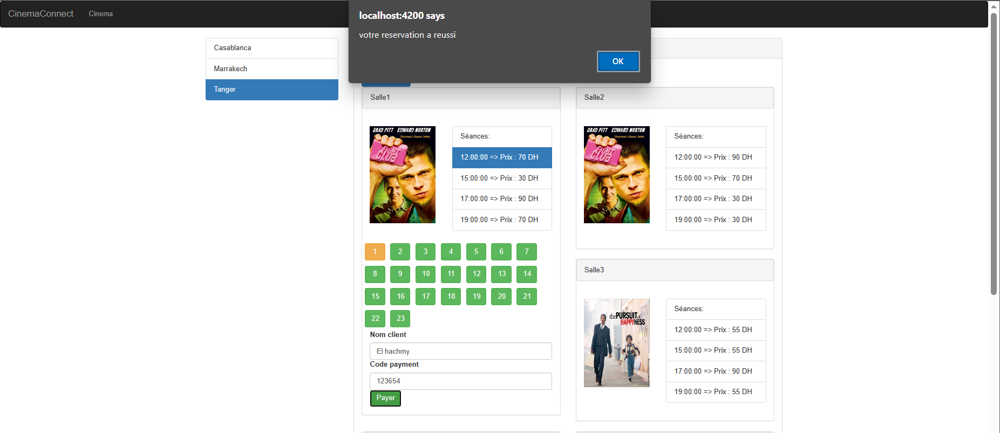 CinemaConnect Cinema
localhost:4200 says
votre reservation a reussi
OK
Casablanca
Marrakech
Tanger
Salle1
BRAD PITT EDWARD NORTON
Übermut. Chaos. Seife.
FIGHT
CLUB
Séances:
12:00:00 => Prix : 70 DH
15:00:00 => Prix : 30 DH
17:00:00 => Prix : 90 DH
19:00:00 => Prix : 70 DH
1 2 3 4 5 6 7
8 9 10 11 12 13 14
15 16 17 18 19 20 21
22 23
Nom client
El hachmy
Code payment
123654
Payer
Salle2
BRAD PITT EDWARD NORTON
Übermut. Chaos. Seife.
FIGHT
CLUB
Séances:
12:00:00 => Prix : 90 DH
15:00:00 => Prix : 70 DH
17:00:00 => Prix : 30 DH
19:00:00 => Prix : 30 DH
Salle3
the PURSUIT of
HAPPYNESS
Séances:
12:00:00 => Prix : 55 DH
15:00:00 => Prix : 55 DH
17:00:00 => Prix : 90 DH
19:00:00 => Prix : 55 DH